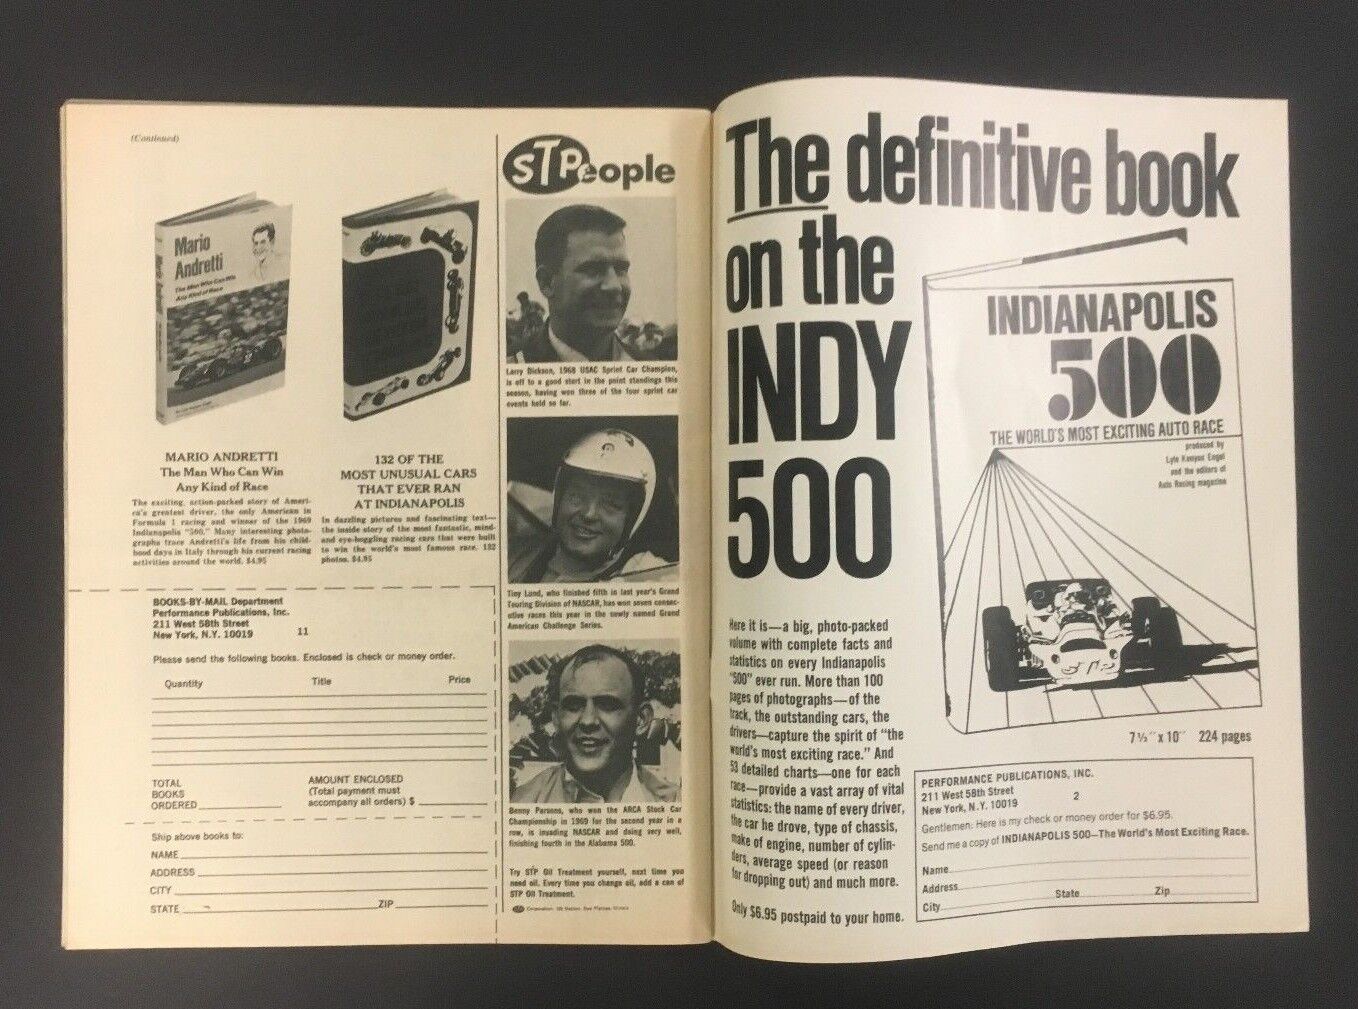 (Continued)
Mario
Andretti
The Man Who Can Win
Any Kind of Race
MARIO ANDRETTI
The Man Who Can Win
Any Kind of Race
The exciting, action-packed story of Ameri-
ca's greatest driver, the only American in
Formula 1 racing and winner of the 1969
Indianapolis "500." Many interesting photo-
graphs trace Andretti's life from his child-
hood days in Italy through his current racing
activities around the world. $4.95
132 OF THE
MOST UNUSUAL CARS
THAT EVER RAN
AT INDIANAPOLIS
In dazzling pictures and fascinating text—
the inside story of the most fantastic, mind-
and eye-boggling racing cars that were built
to win the world's most famous race. 132
photos. $4.95
BOOKS-BY-MAIL Department
Performance Publications, Inc.
211 West 58th Street
New York, N.Y. 10019 11
Please send the following books. Enclosed is check or money order.
Quantity Title Price
TOTAL
BOOKS
ORDERED
AMOUNT ENCLOSED
(Total payment must
accompany all orders) $
Ship above books to:
NAME
ADDRESS
CITY
STATE ZIP
STPeople
Larry Dickson, 1968 USAC Sprint Car Champion,
is off to a good start in the point standings this
season, having won three of the four sprint car
events held so far.
Tiny Lund, who finished fifth in last year's Grand
Touring Division of NASCAR, has won seven consec-
utive races this year in the newly named Grand
American Challenge Series.
Benny Parsons, who won the ARCA Stock Car
Championship in 1969 for the second year in a
row, is invading NASCAR and doing very well,
finishing fourth in the Alabama 500.
Try STP Oil Treatment yourself, next time you
need oil. Every time you change oil, add a can of
STP Oil Treatment.
STP Corporation, Des Plaines, Illinois
The definitive book
on the
INDY
500
INDIANAPOLIS
500
THE WORLD'S MOST EXCITING AUTO RACE
produced by
Lyle Kenyon Engel
and the editors of
Auto Racing magazine
Here it is—a big, photo-packed
volume with complete facts and
statistics on every Indianapolis
"500" ever run. More than 100
pages of photographs—of the
track, the outstanding cars, the
drivers—capture the spirit of "the
world's most exciting race." And
53 detailed charts—one for each
race—provide a vast array of vital
statistics: the name of every driver,
the car he drove, type of chassis,
make of engine, number of cylin-
ders, average speed (or reason
for dropping out) and much more.
Only $6.95 postpaid to your home.
7½" x 10" 224 pages
PERFORMANCE PUBLICATIONS, INC.
211 West 58th Street
New York, N.Y. 10019 2
Gentlemen: Here is my check or money order for $6.95.
Send me a copy of INDIANAPOLIS 500—The World's Most Exciting Race.
Name
Address
City State Zip